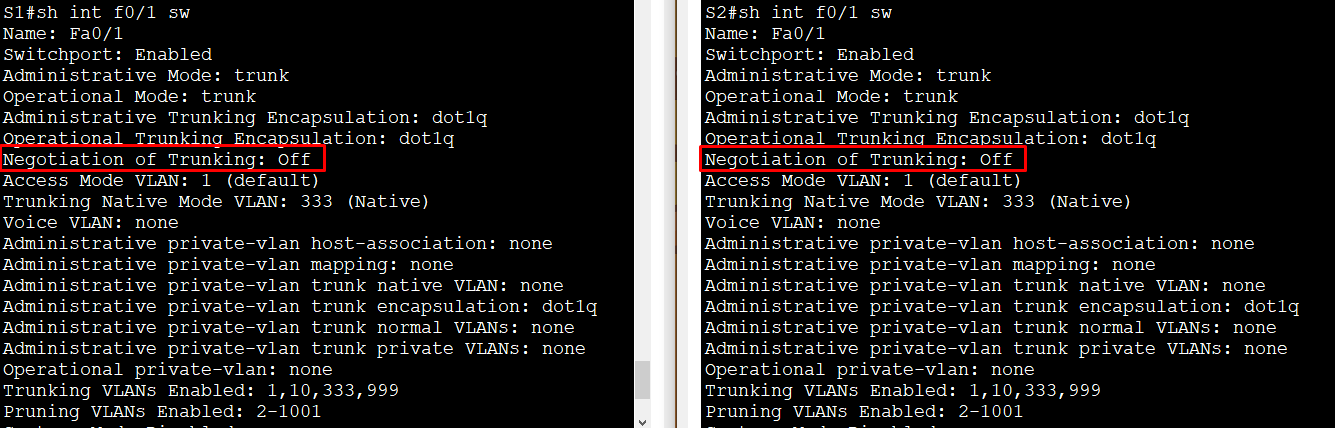 S1#sh int f0/1 sw
Name: Fa0/1
Switchport: Enabled
Administrative Mode: trunk
Operational Mode: trunk
Administrative Trunking Encapsulation: dot1q
Operational Trunking Encapsulation: dot1q
Negotiation of Trunking: Off
Access Mode VLAN: 1 (default)
Trunking Native Mode VLAN: 333 (Native)
Voice VLAN: none
Administrative private-vlan host-association: none
Administrative private-vlan mapping: none
Administrative private-vlan trunk native VLAN: none
Administrative private-vlan trunk encapsulation: dot1q
Administrative private-vlan trunk normal VLANs: none
Administrative private-vlan trunk private VLANs: none
Operational private-vlan: none
Trunking VLANs Enabled: 1,10,333,999
Pruning VLANs Enabled: 2-1001
S2#sh int f0/1 sw
Name: Fa0/1
Switchport: Enabled
Administrative Mode: trunk
Operational Mode: trunk
Administrative Trunking Encapsulation: dot1q
Operational Trunking Encapsulation: dot1q
Negotiation of Trunking: Off
Access Mode VLAN: 1 (default)
Trunking Native Mode VLAN: 333 (Native)
Voice VLAN: none
Administrative private-vlan host-association: none
Administrative private-vlan mapping: none
Administrative private-vlan trunk native VLAN: none
Administrative private-vlan trunk encapsulation: dot1q
Administrative private-vlan trunk normal VLANs: none
Administrative private-vlan trunk private VLANs: none
Operational private-vlan: none
Trunking VLANs Enabled: 1,10,333,999
Pruning VLANs Enabled: 2-1001